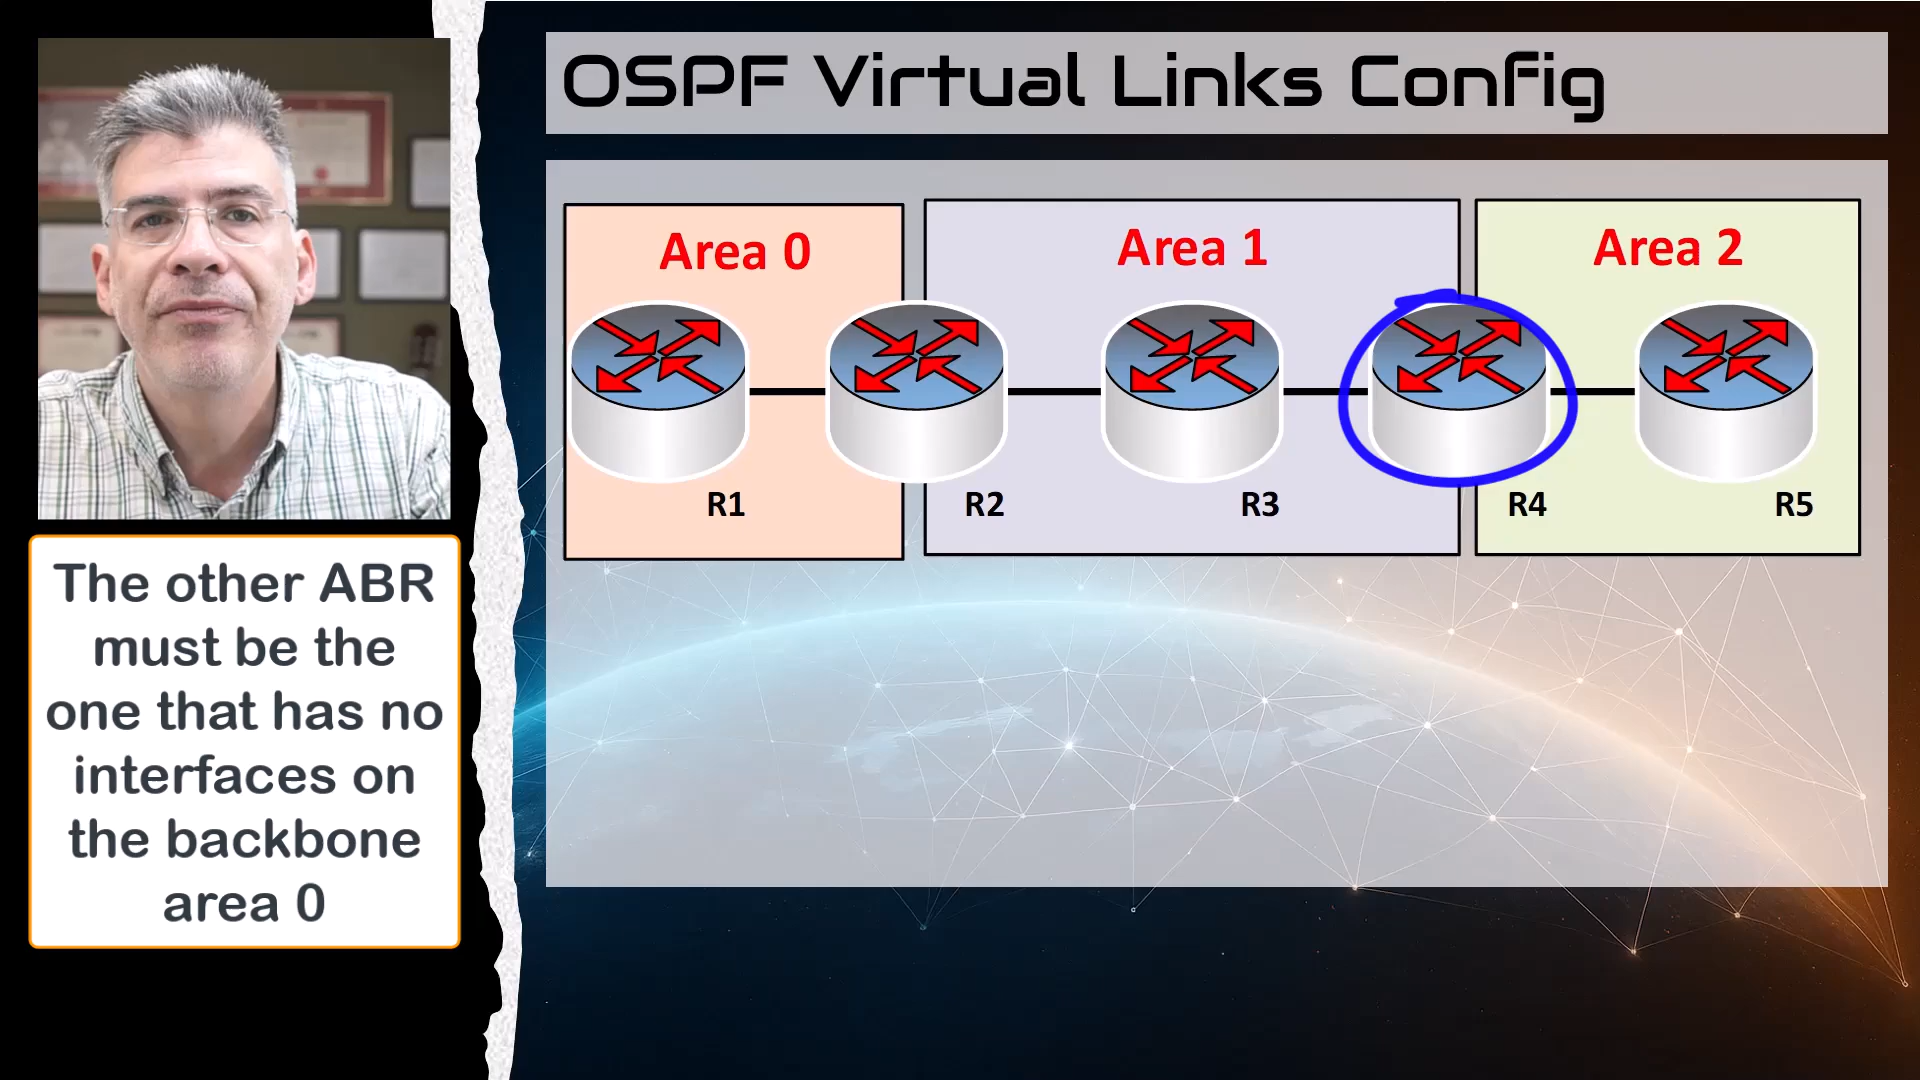 OSPF Virtual Links Config
Area 0
Area 1
Area 2
R1
R2
R3
R4
R5
The other ABR
must be the
one that has no
interfaces on
the backbone
area 0